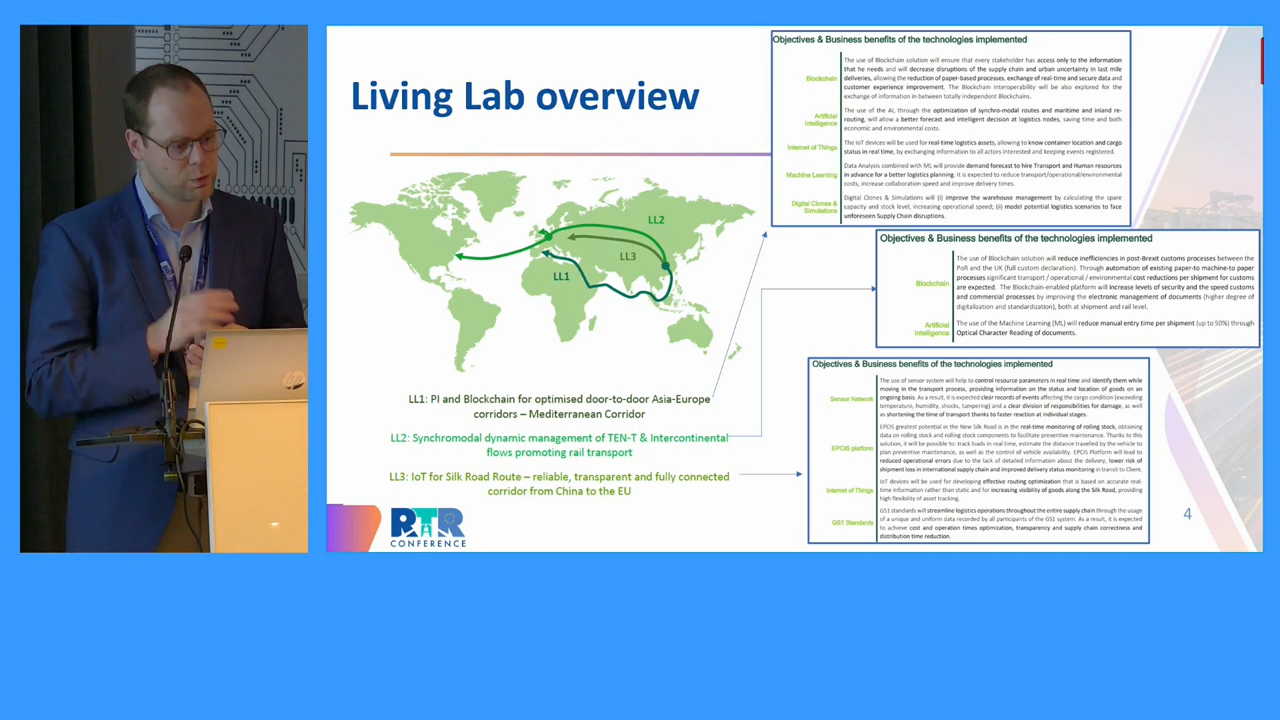 Living Lab overview
LL2
LL3
LL1
LL1: PI and Blockchain for optimised door-to-door Asia-Europe
corridors – Mediterranean Corridor
LL2: Synchromodal dynamic management of TEN-T & Intercontinental
flows promoting rail transport
LL3: IoT for Silk Road Route – reliable, transparent and fully connected
corridor from China to the EU
RTR
CONFERENCE
Objectives & Business benefits of the technologies implemented
Blockchain
The use of Blockchain solution will ensure that every stakeholder has access only to the information
that he needs and will decrease disruptions of the supply chain and urban uncertainty in last mile
deliveries, allowing the reduction of paper-based processes, exchange of real-time and secure data and
customer experience improvement. The Blockchain interoperability will be also explored for the
exchange of information in between totally independent Blockchains.
Artificial
Intelligence
The use of the AI, through the optimization of synchro-modal routes and maritime and inland re-
routing, will allow a better forecast and intelligent decision at logistics nodes, saving time and both
economic and environmental costs.
Internet of Things
The IoT devices will be used for real-time logistics assets, allowing to know container location and cargo
status in real time, by exchanging information to all actors interested and keeping events registered.
Machine Learning
Data Analysis combined with ML will provide demand forecast to hire Transport and Human resources
in advance for a better logistics planning. It is expected to reduce transport/operational/environmental
costs, increase collaboration speed and improve delivery times.
Digital Clones &
Simulations
Digital Clones & Simulations will (i) improve the warehouse management by calculating the spare
capacity and stock level, increasing operational speed; (ii) model potential logistics scenarios to face
unforeseen Supply Chain disruptions.
Objectives & Business benefits of the technologies implemented
Blockchain
The use of Blockchain solution will reduce inefficiencies in post-Brexit customs processes between the
PoR and the UK (full custom declaration). Through automation of existing paper-to machine-to paper
processes significant transport / operational / environmental cost reductions per shipment for customs
are expected. The Blockchain-enabled platform will increase levels of security and the speed customs
and commercial processes by improving the electronic management of documents (higher degree of
digitalization and standardization), both at shipment and rail level.
Artificial
Intelligence
The use of the Machine Learning (ML) will reduce manual entry time per shipment (up to 50%) through
Optical Character Reading of documents.
Objectives & Business benefits of the technologies implemented
Sensor Network
The use of sensor system will help to control resource parameters in real time and identify them while
moving in the transport process, providing information on the status and location of goods on an
ongoing basis. As a result, it is expected clear records of events affecting the cargo condition (exceeding
temperature, humidity, shocks, tampering) and a clear division of responsibilities for damage, as well
as shortening the time of transport thanks to faster reaction at individual stages.
EPCIS platform
EPCIS greatest potential in the New Silk Road is in the real-time monitoring of rolling stock, obtaining
data on rolling stock and rolling stock components to facilitate preventive maintenance. Thanks to this
solution, it will be possible to: track loads in real time, estimate the distance travelled by the vehicle to
plan preventive maintenance, as well as the control of vehicle availability. EPCIS Platform will lead to
reduced operational errors due to the lack of detailed information about the delivery, lower risk of
shipment loss in international supply chain and improved delivery status monitoring in transit to Client.
Internet of Things
IoT devices will be used for developing effective routing optimization that is based on accurate real-
time information rather than static and for increasing visibility of goods along the Silk Road, providing
high flexibility of asset tracking.
GS1 Standards
GS1 standards will streamline logistics operations throughout the entire supply chain through the usage
of a unique and uniform data recorded by all participants of the GS1 system. As a result, it is expected
to achieve cost and operation times optimization, transparency and supply chain correctness and
distribution time reduction.
4